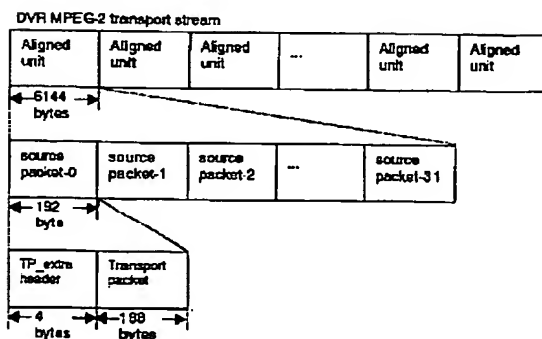 DVR MPEG-2 transport stream
Aligned unit
Aligned unit
Aligned unit
...
Aligned unit
Aligned unit
6144 bytes
source packet-0
source packet-1
source packet-2
...
source packet-31
192 byte
TP_extra header
Transport packet
4 bytes
188 bytes